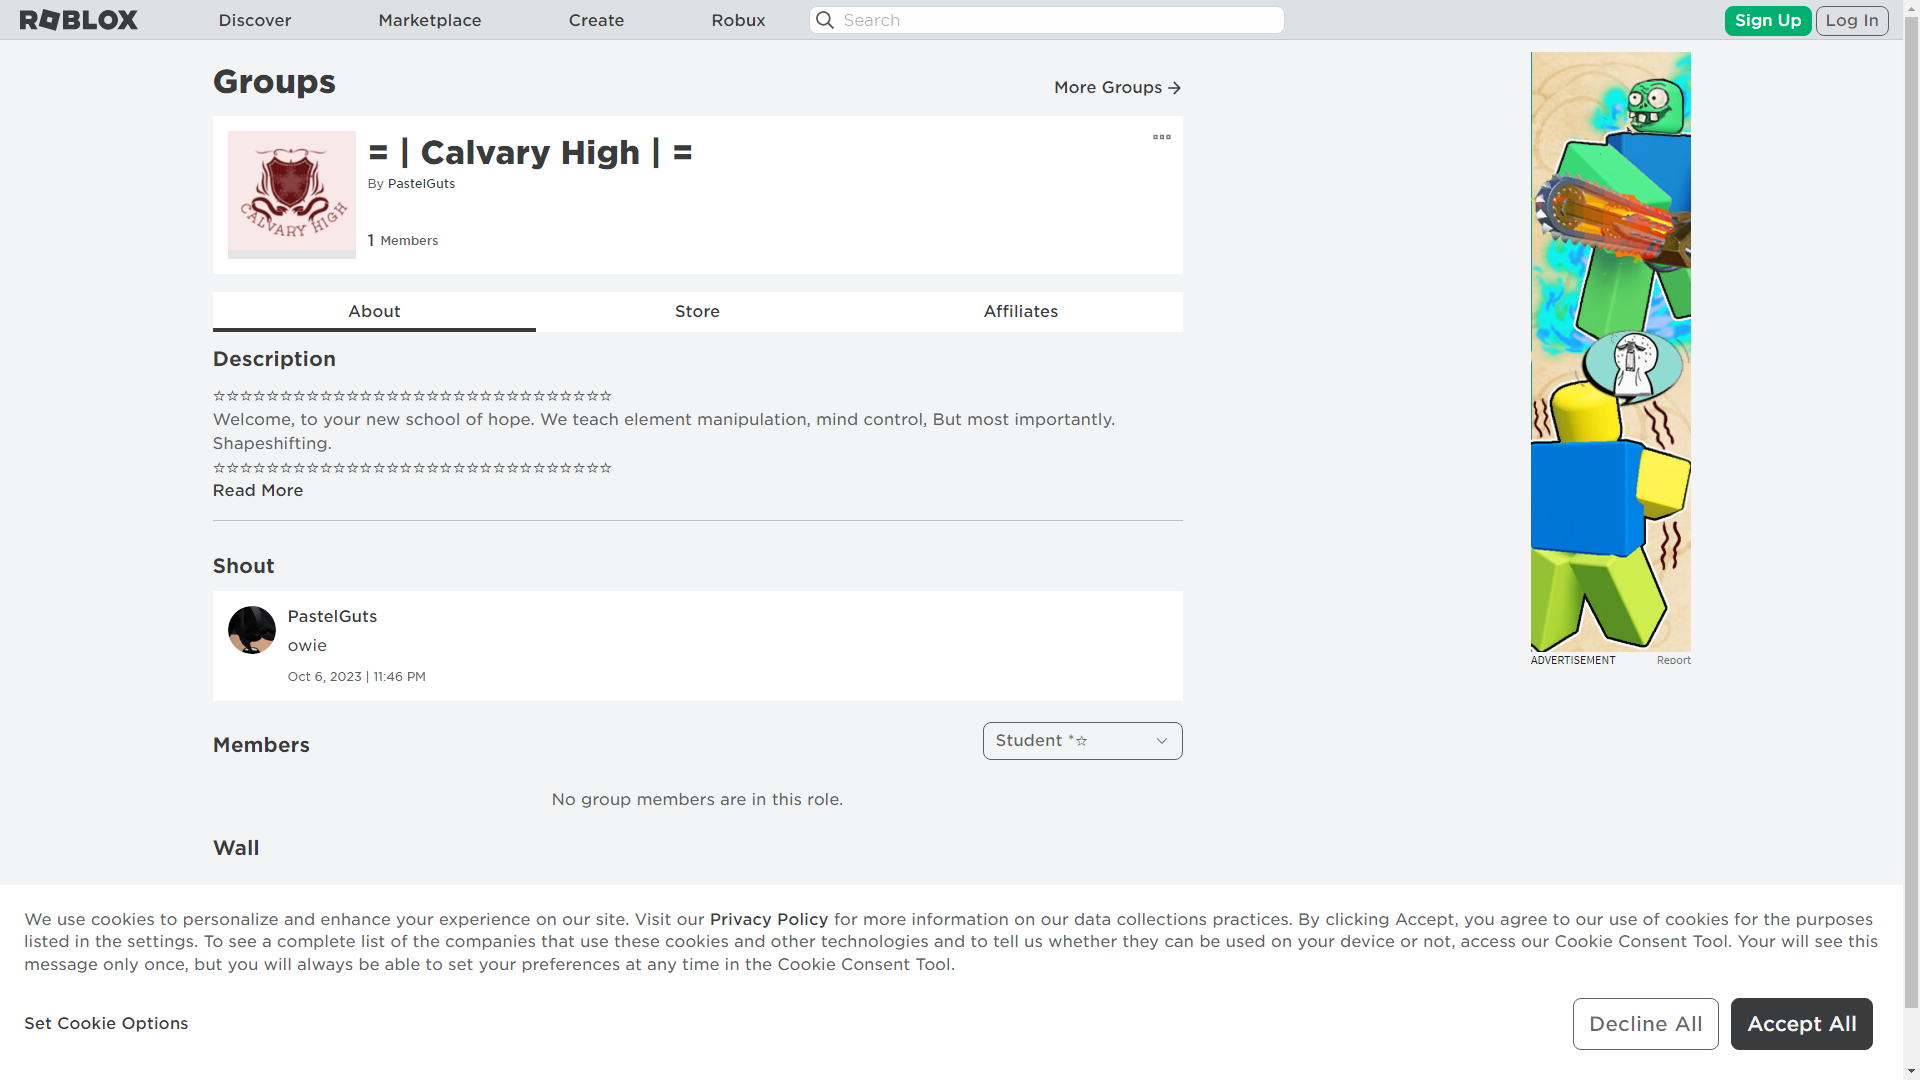 ROBLOX Discover Marketplace Create Robux Search Sign Up Log In
Groups
More Groups →
CALVARY HIGH
= | Calvary High | =
By PastelGuts
1 Members
About Store Affiliates
Description
☆☆☆☆☆☆☆☆☆☆☆☆☆☆☆☆☆☆☆☆☆☆☆☆☆☆☆☆☆☆
Welcome, to your new school of hope. We teach element manipulation, mind control, But most importantly.
Shapeshifting.
☆☆☆☆☆☆☆☆☆☆☆☆☆☆☆☆☆☆☆☆☆☆☆☆☆☆☆☆☆☆
Read More
Shout
PastelGuts
owie
Oct 6, 2023 | 11:46 PM
ADVERTISEMENT Report
Members
Student *☆
No group members are in this role.
Wall
We use cookies to personalize and enhance your experience on our site. Visit our Privacy Policy for more information on our data collections practices. By clicking Accept, you agree to our use of cookies for the purposes
listed in the settings. To see a complete list of the companies that use these cookies and other technologies and to tell us whether they can be used on your device or not, access our Cookie Consent Tool. Your will see this
message only once, but you will always be able to set your preferences at any time in the Cookie Consent Tool.
Set Cookie Options
Decline All
Accept All